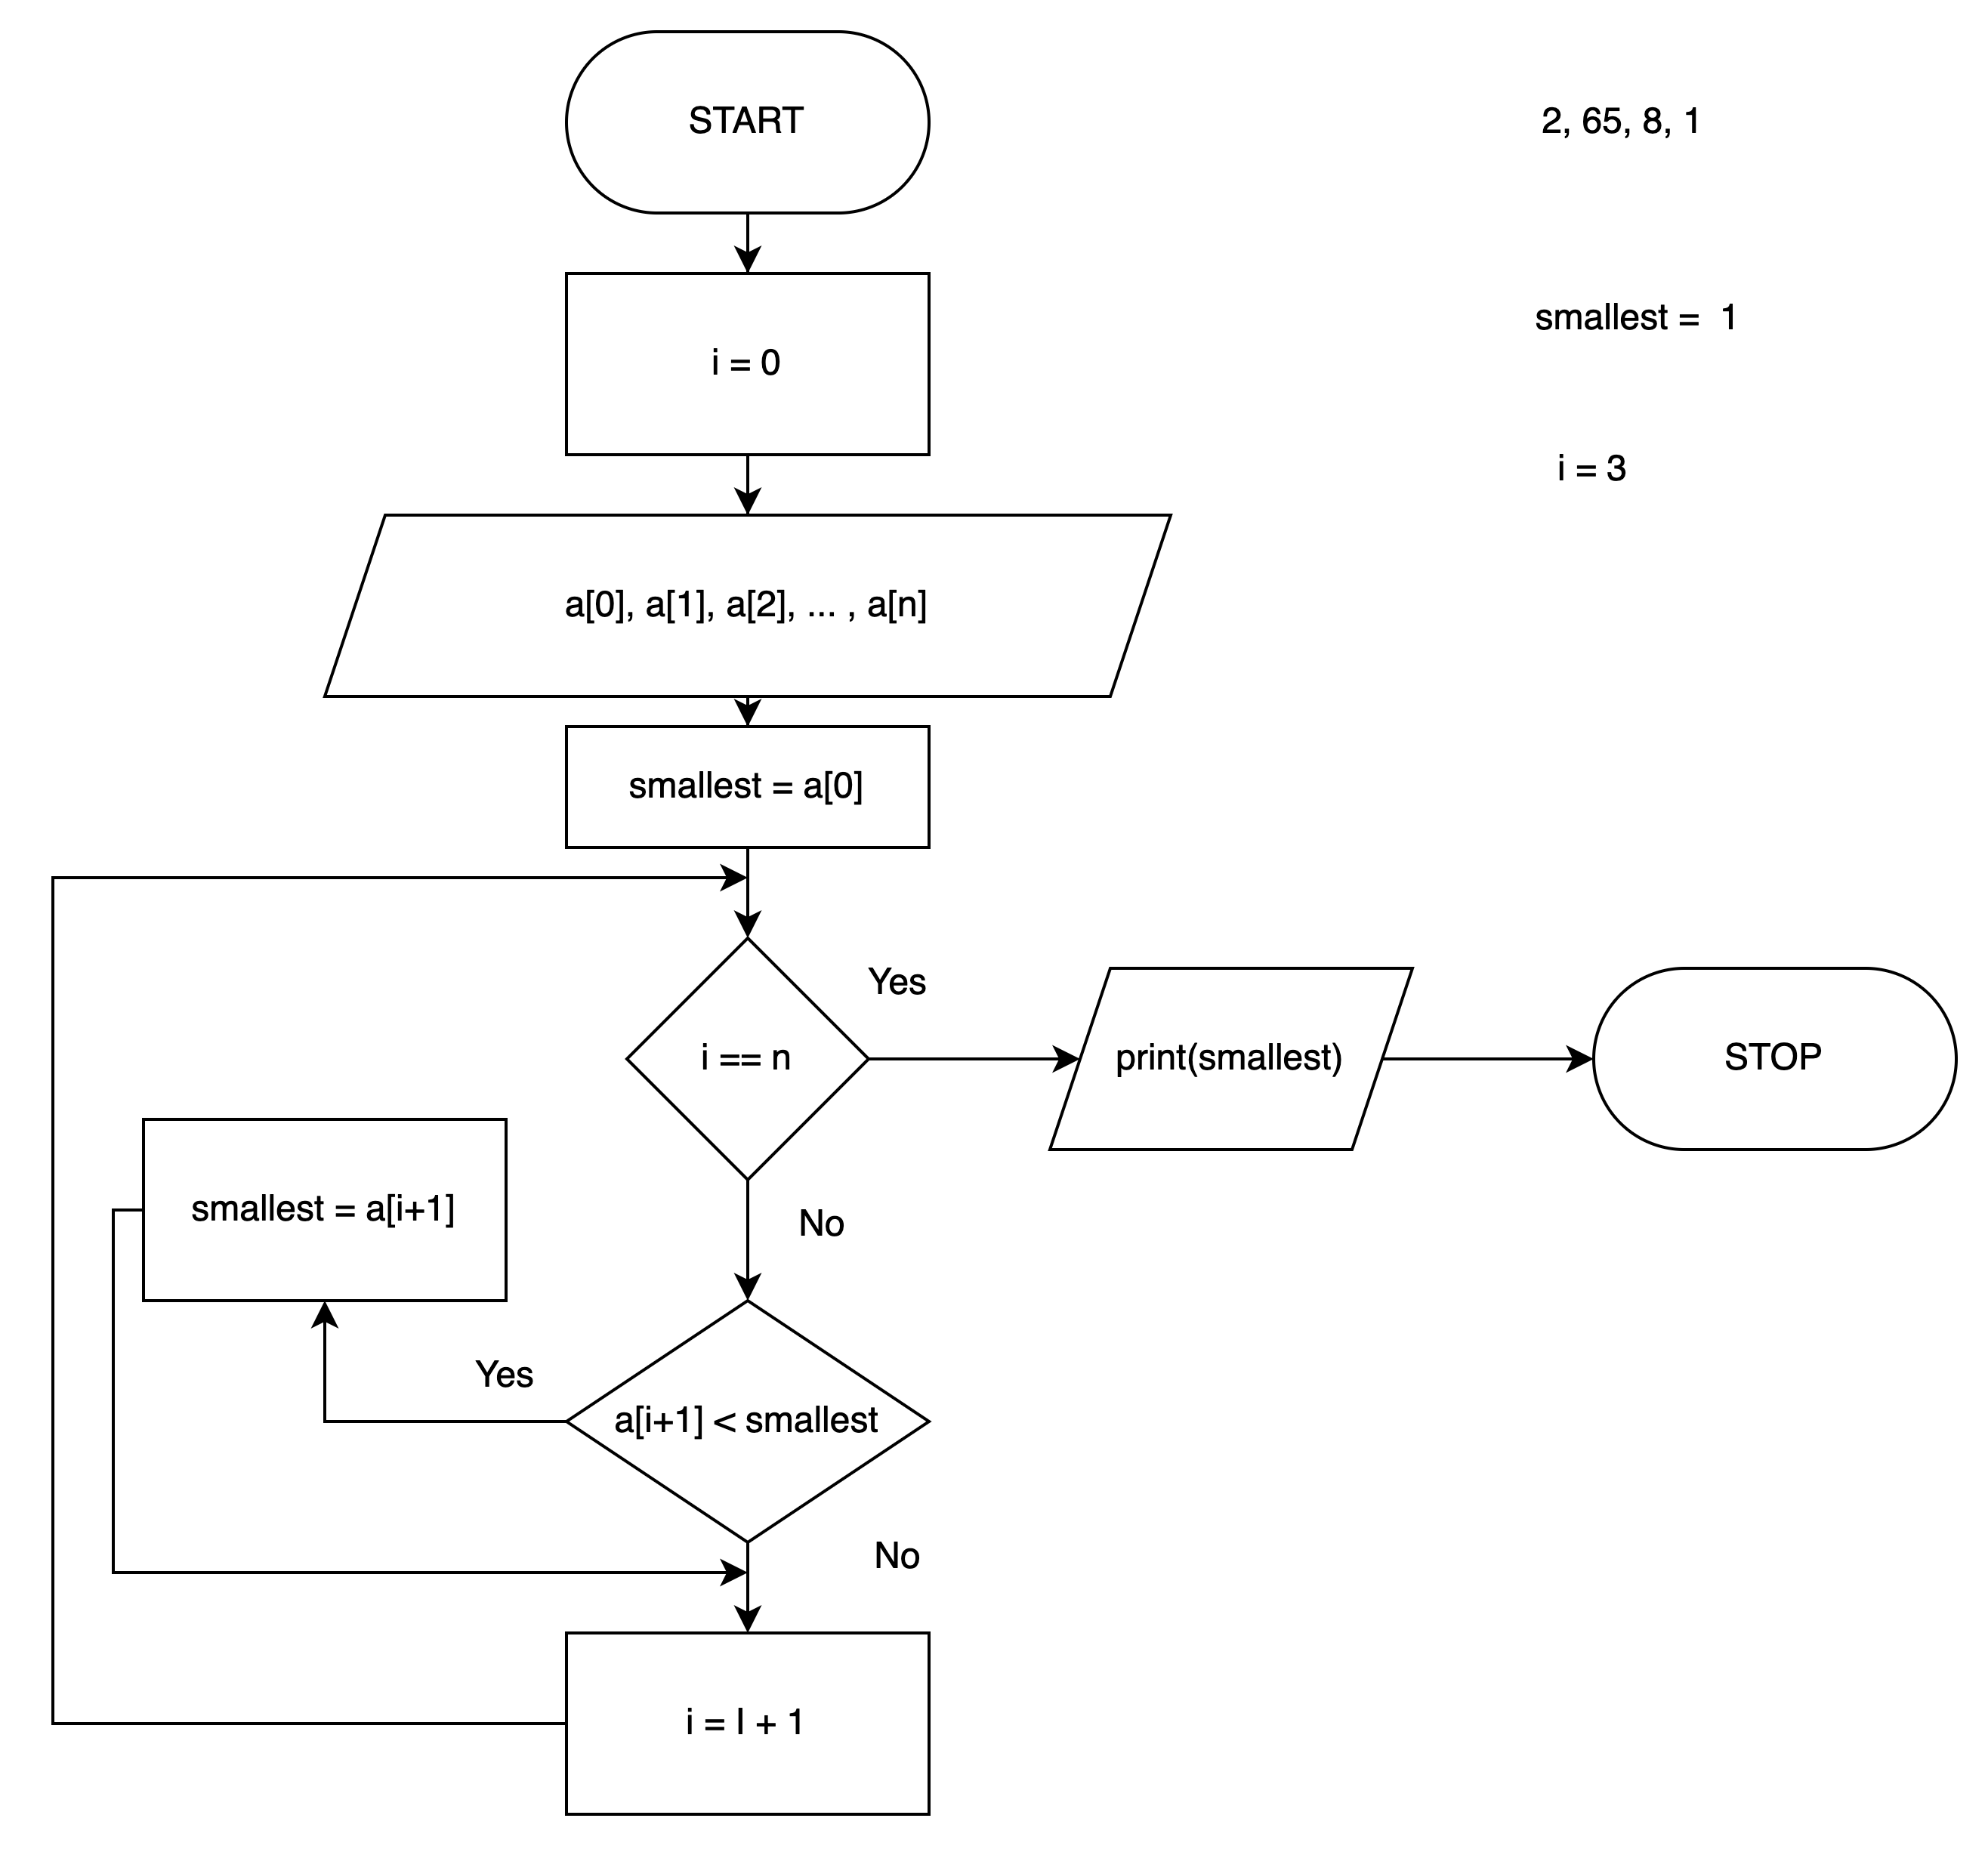 START
2, 65, 8, 1
i = 0
smallest =  1
i = 3
a[0], a[1], a[2], ... , a[n]
smallest = a[0]
i == n
Yes
print(smallest)
STOP
No
smallest = a[i+1]
Yes
a[i+1] < smallest
No
i = I + 1